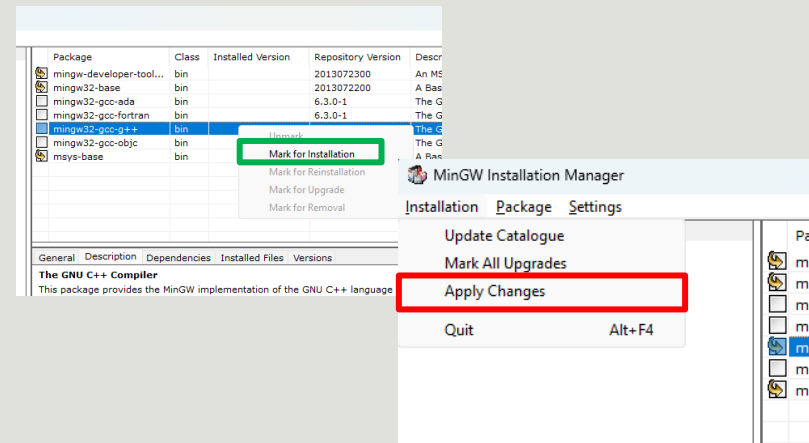 Package Class Installed Version Repository Version Descr
mingw-developer-tool... bin 2013072300 An MS
mingw32-base bin 2013072200 A Bas
mingw32-gcc-ada bin 6.3.0-1 The G
mingw32-gcc-fortran bin 6.3.0-1 The G
mingw32-gcc-g++ bin The G
Unmark
mingw32-gcc-objc bin The G
Mark for Installation
msys-base bin A Bas
Mark for Reinstallation
Mark for Upgrade
Mark for Removal
General Description Dependencies Installed Files Versions
The GNU C++ Compiler
This package provides the MinGW implementation of the GNU C++ language
MinGW Installation Manager
Installation Package Settings
Update Catalogue
Mark All Upgrades
Apply Changes
Quit Alt+F4
Pa
m
m
m
m
m
m
m